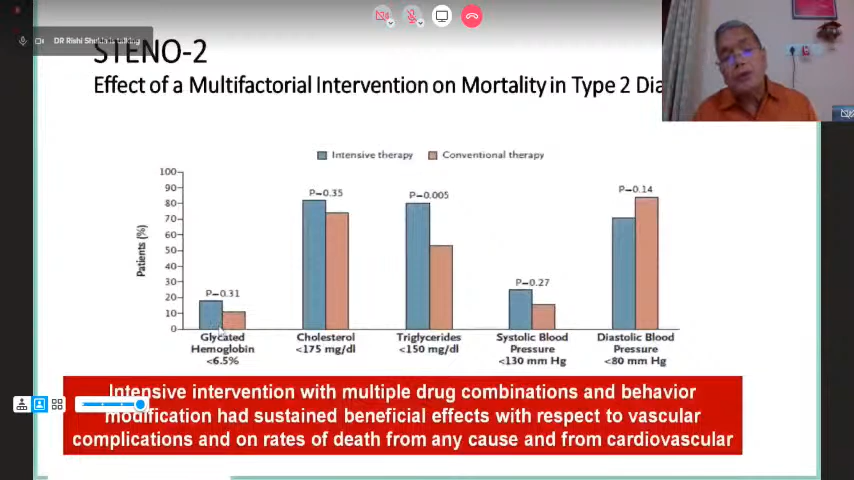 DR Rishi Shukla is talking
STENO-2
Effect of a Multifactorial Intervention on Mortality in Type 2 Dia
Intensive therapy
Conventional therapy
100
90
80
70
60
50
40
30
20
10
0
Patients (%)
P=0.31
P=0.35
P=0.005
P=0.27
P=0.14
Glycated
Hemoglobin
<6.5%
Cholesterol
<175 mg/dl
Triglycerides
<150 mg/dl
Systolic Blood
Pressure
<130 mm Hg
Diastolic Blood
Pressure
<80 mm Hg
Intensive intervention with multiple drug combinations and behavior
modification had sustained beneficial effects with respect to vascular
complications and on rates of death from any cause and from cardiovascular